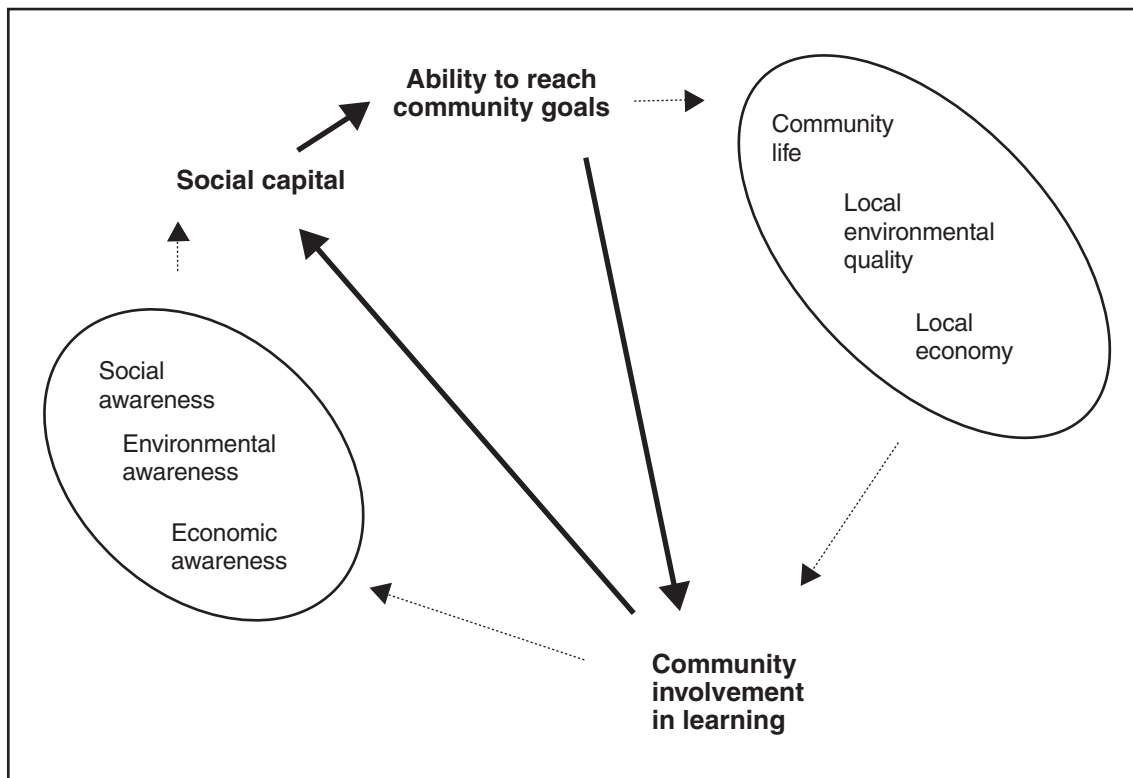 Ability to reach
community goals
Social capital
Community
life
Local
environmental
quality
Local
economy
Social
awareness
Environmental
awareness
Economic
awareness
Community
involvement
in learning